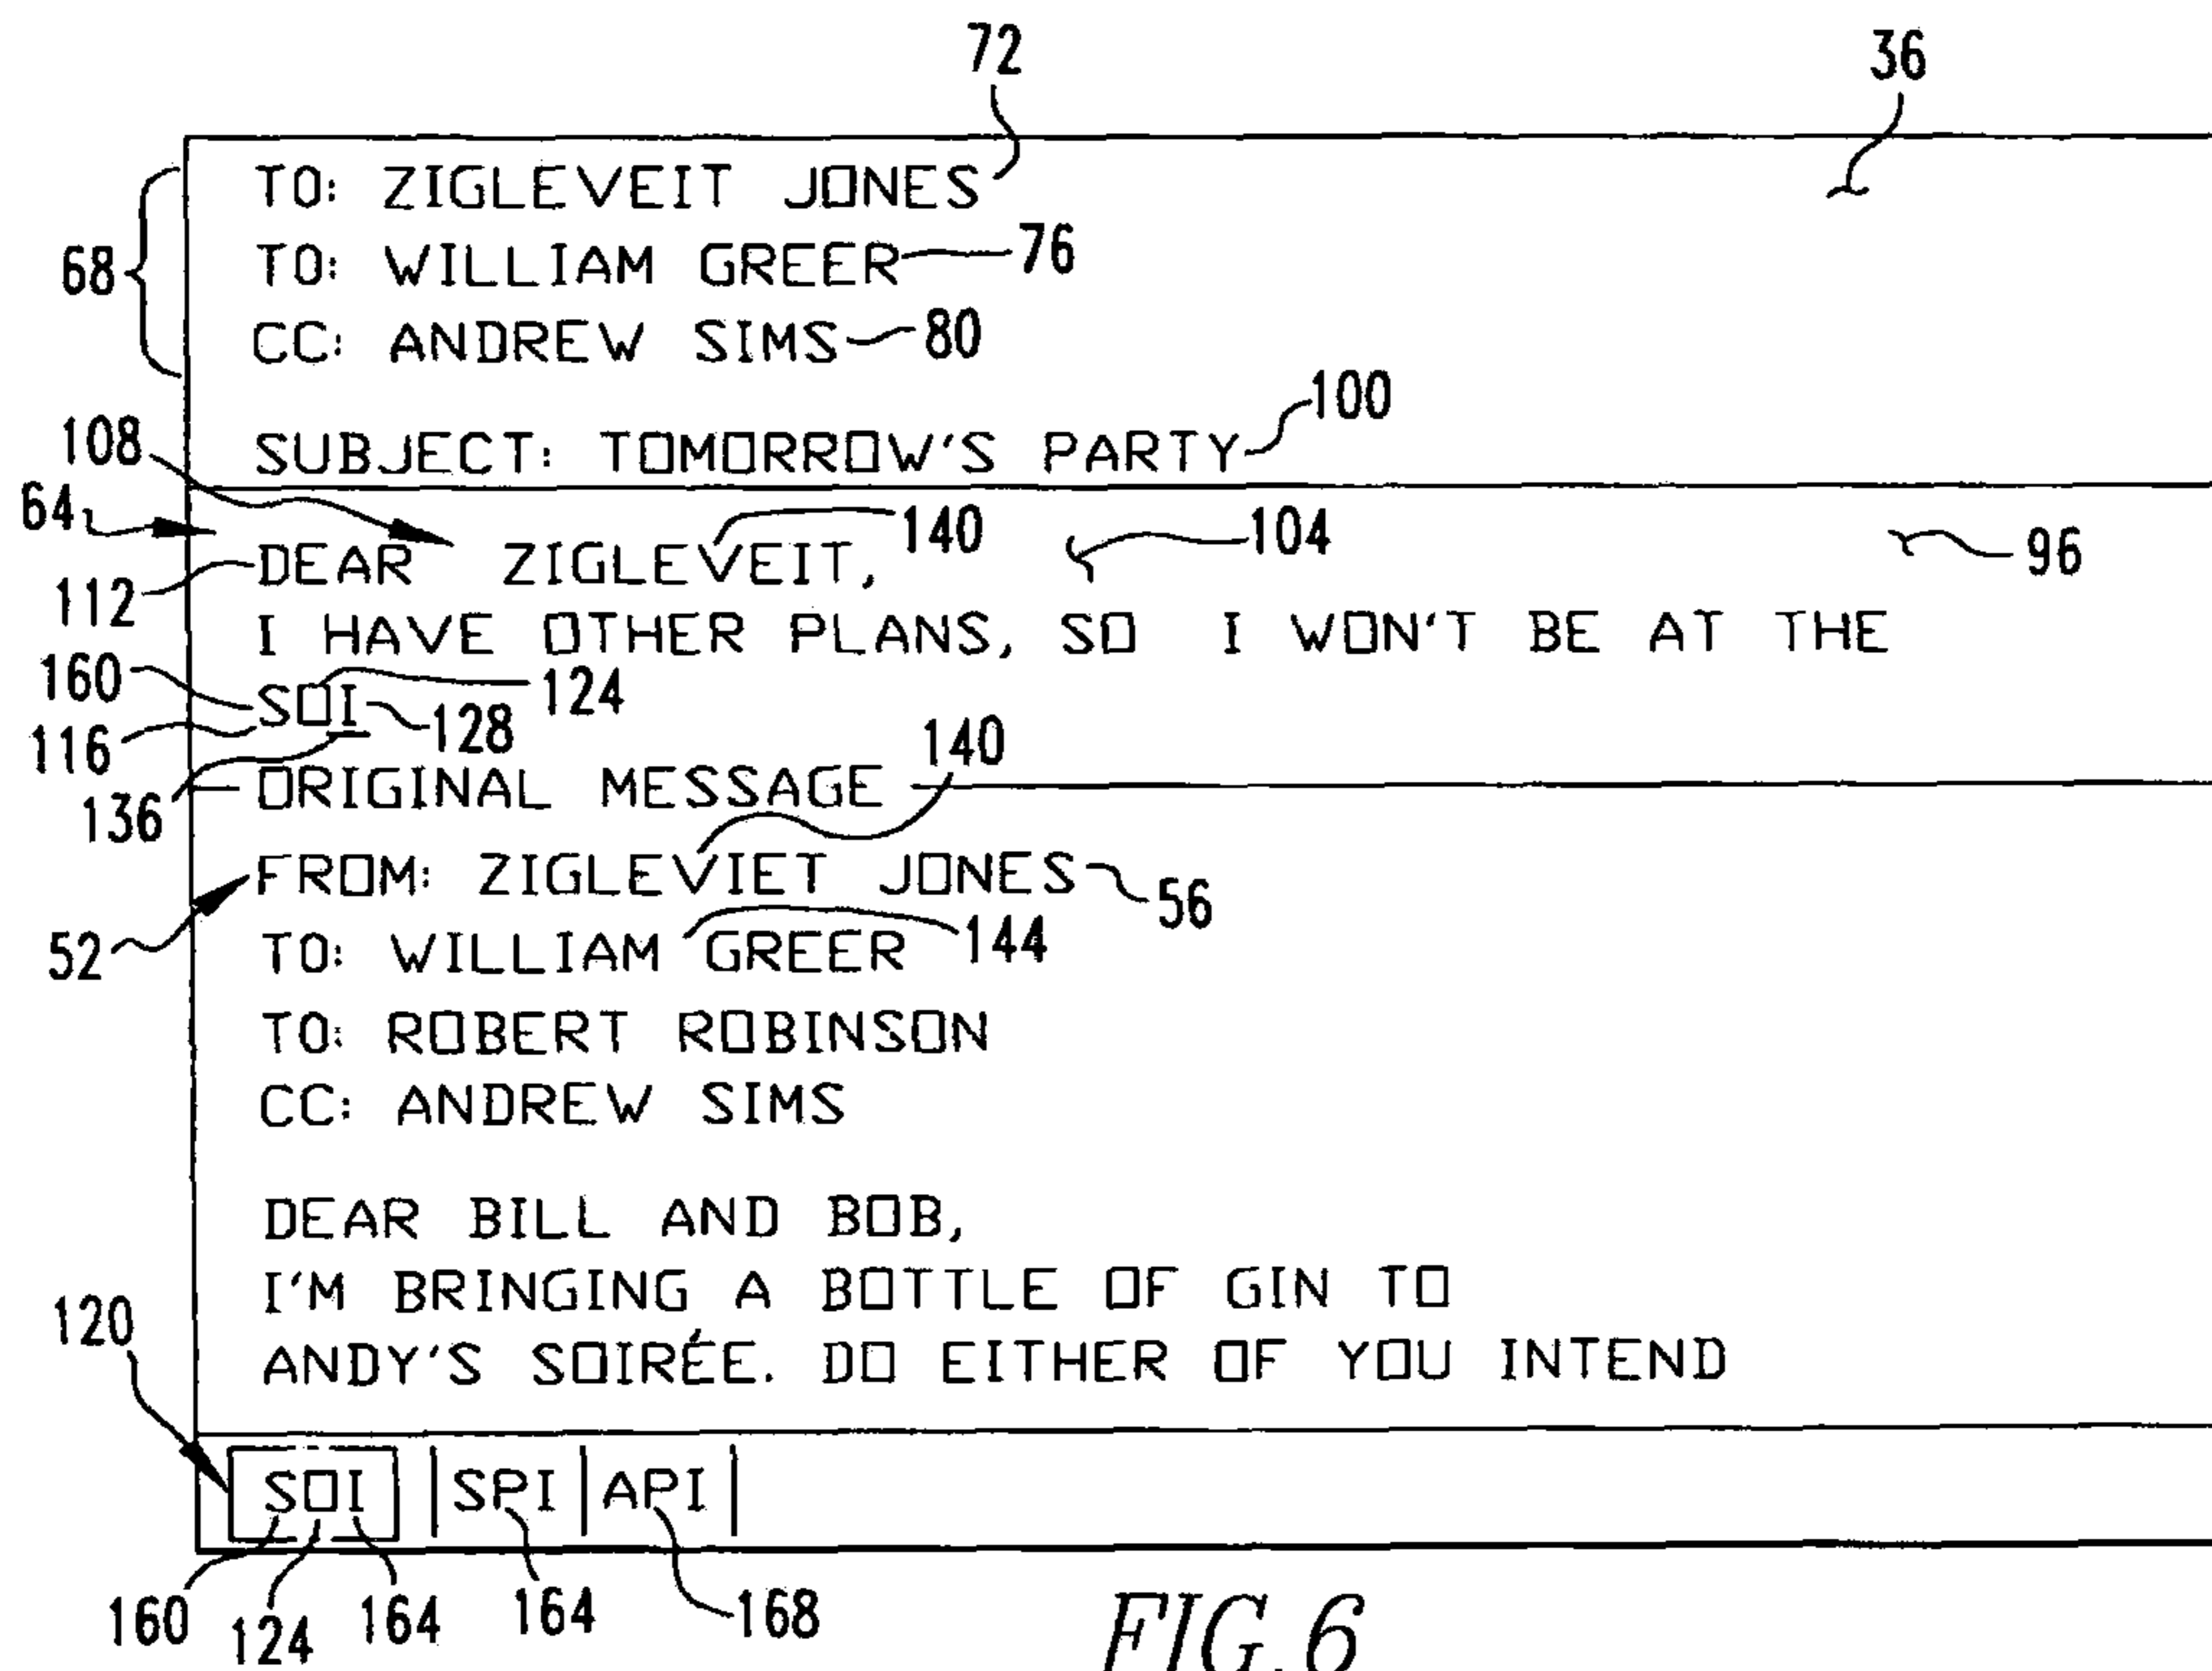 72 36
TO: ZIGLEVEIT JONES
68 TO: WILLIAM GREER 76
CC: ANDREW SIMS 80
100
108 SUBJECT: TOMORROW'S PARTY
64 140 104 96
112 DEAR ZIGLEVEIT,
I HAVE OTHER PLANS, SO I WON'T BE AT THE
160 SOI 124
116 128 140
136 ORIGINAL MESSAGE
FROM: ZIGLEVIET JONES 56
52 TO: WILLIAM GREER 144
TO: ROBERT ROBINSON
CC: ANDREW SIMS
DEAR BILL AND BOB,
I'M BRINGING A BOTTLE OF GIN TO
120 ANDY'S SOIRÉE. DO EITHER OF YOU INTEND
SOI SPI API
160 124 164 164 168
FIG.6